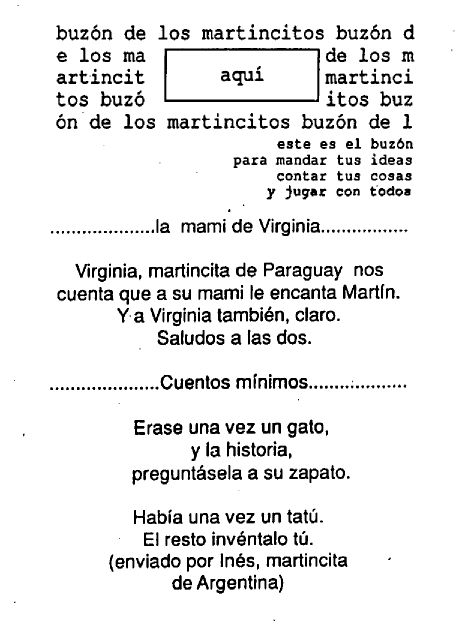 buzón de los martincitos buzón d
e los ma de los m
artincit aquí martinci
tos buzó itos buz
ón de los martincitos buzón de l
este es el buzón
para mandar tus ideas
contar tus cosas
y jugar con todos
.....................la mami de Virginia.................
Virginia, martincita de Paraguay nos
cuenta que a su mami le encanta Martín.
Y a Virginia también, claro.
Saludos a las dos.
......................Cuentos mínimos....................
Erase una vez un gato,
y la historia,
preguntásela a su zapato.
Había una vez un tatú.
El resto invéntalo tú.
(enviado por Inés, martincita
de Argentina)